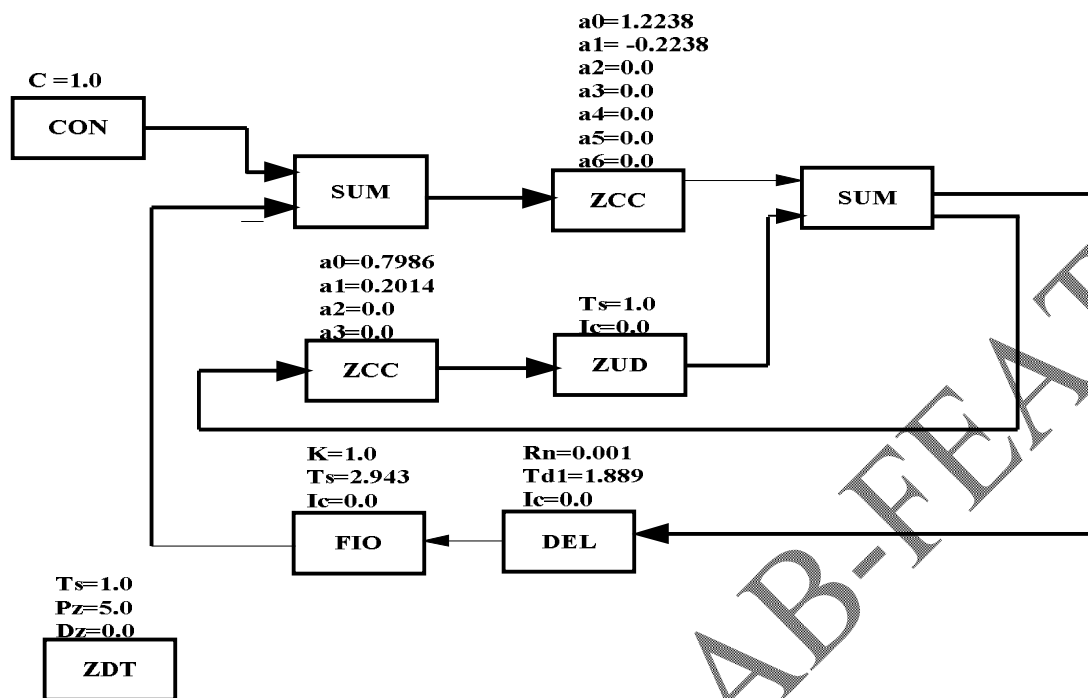 a0=1.2238
a1= -0.2238
a2=0.0
a3=0.0
a4=0.0
a5=0.0
a6=0.0
C =1.0
CON
SUM
ZCC
SUM
a0=0.7986
a1=0.2014
a2=0.0
a3=0.0
ZCC
Ts=1.0
Ic=0.0
ZUD
K=1.0
Ts=2.943
Ic=0.0
FIO
Rn=0.001
Td1=1.889
Ic=0.0
DEL
Ts=1.0
Pz=5.0
Dz=0.0
ZDT
AB-FEAT